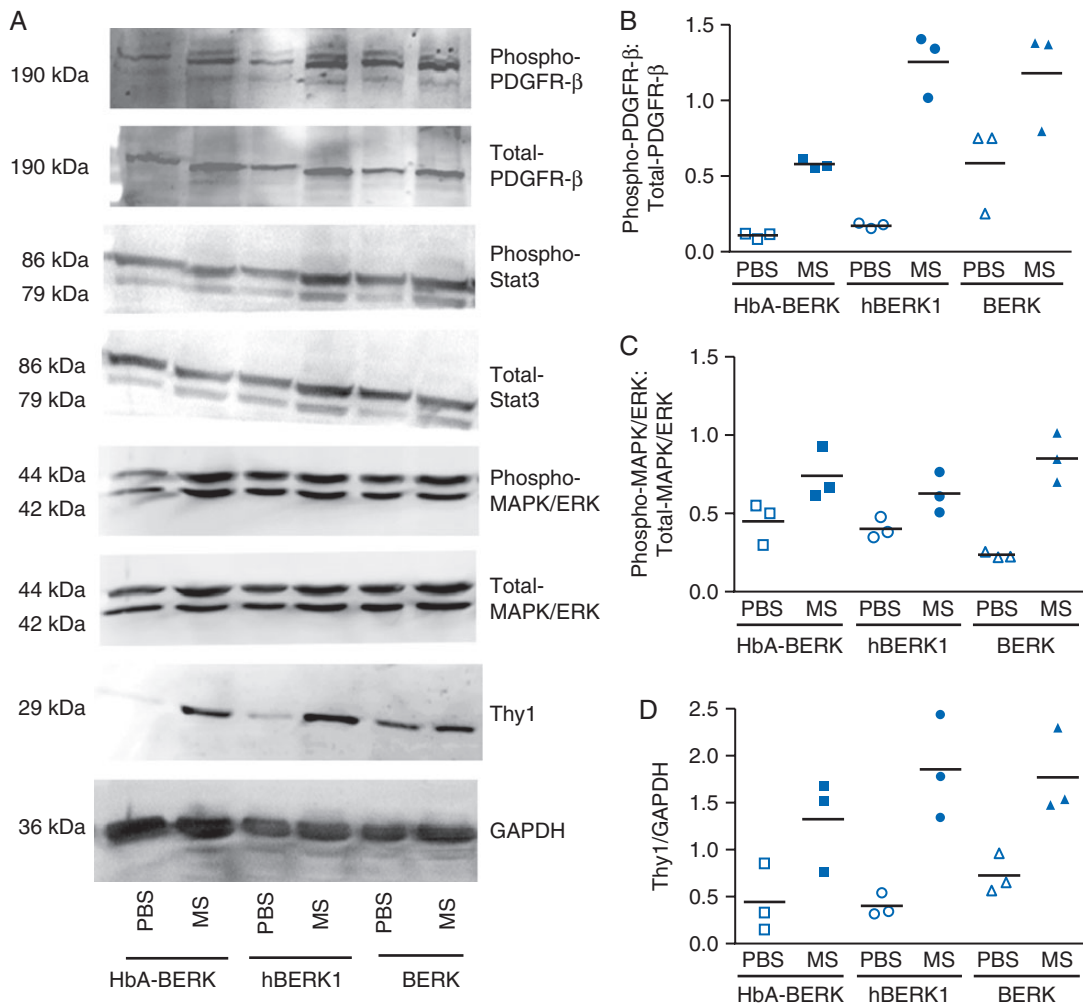 A
190 kDa
Phospho-
PDGFR-β
190 kDa
Total-
PDGFR-β
86 kDa
79 kDa
Phospho-
Stat3
86 kDa
79 kDa
Total-
Stat3
44 kDa
42 kDa
Phospho-
MAPK/ERK
44 kDa
42 kDa
Total-
MAPK/ERK
29 kDa
Thy1
36 kDa
GAPDH
PBS MS PBS MS PBS MS
HbA-BERK hBERK1 BERK
B
Phospho-PDGFR-β:
Total-PDGFR-β
1.5
1.0
0.5
0.0
PBS MS PBS MS PBS MS
HbA-BERK hBERK1 BERK
C
Phospho-MAPK/ERK:
Total-MAPK/ERK
1.5
1.0
0.5
0.0
PBS MS PBS MS PBS MS
HbA-BERK hBERK1 BERK
D
Thy1/GAPDH
2.5
2.0
1.5
1.0
0.5
0.0
PBS MS PBS MS PBS MS
HbA-BERK hBERK1 BERK